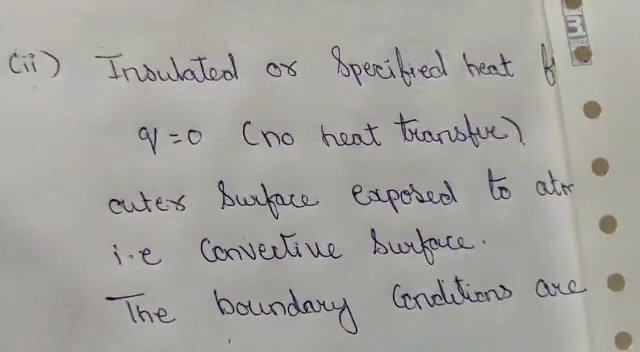 (ii) Insulated or Specified heat
q = 0 (no heat transfue)
outer Surface exposed to atm
i.e Convective Surface.
The boundary Conditions are